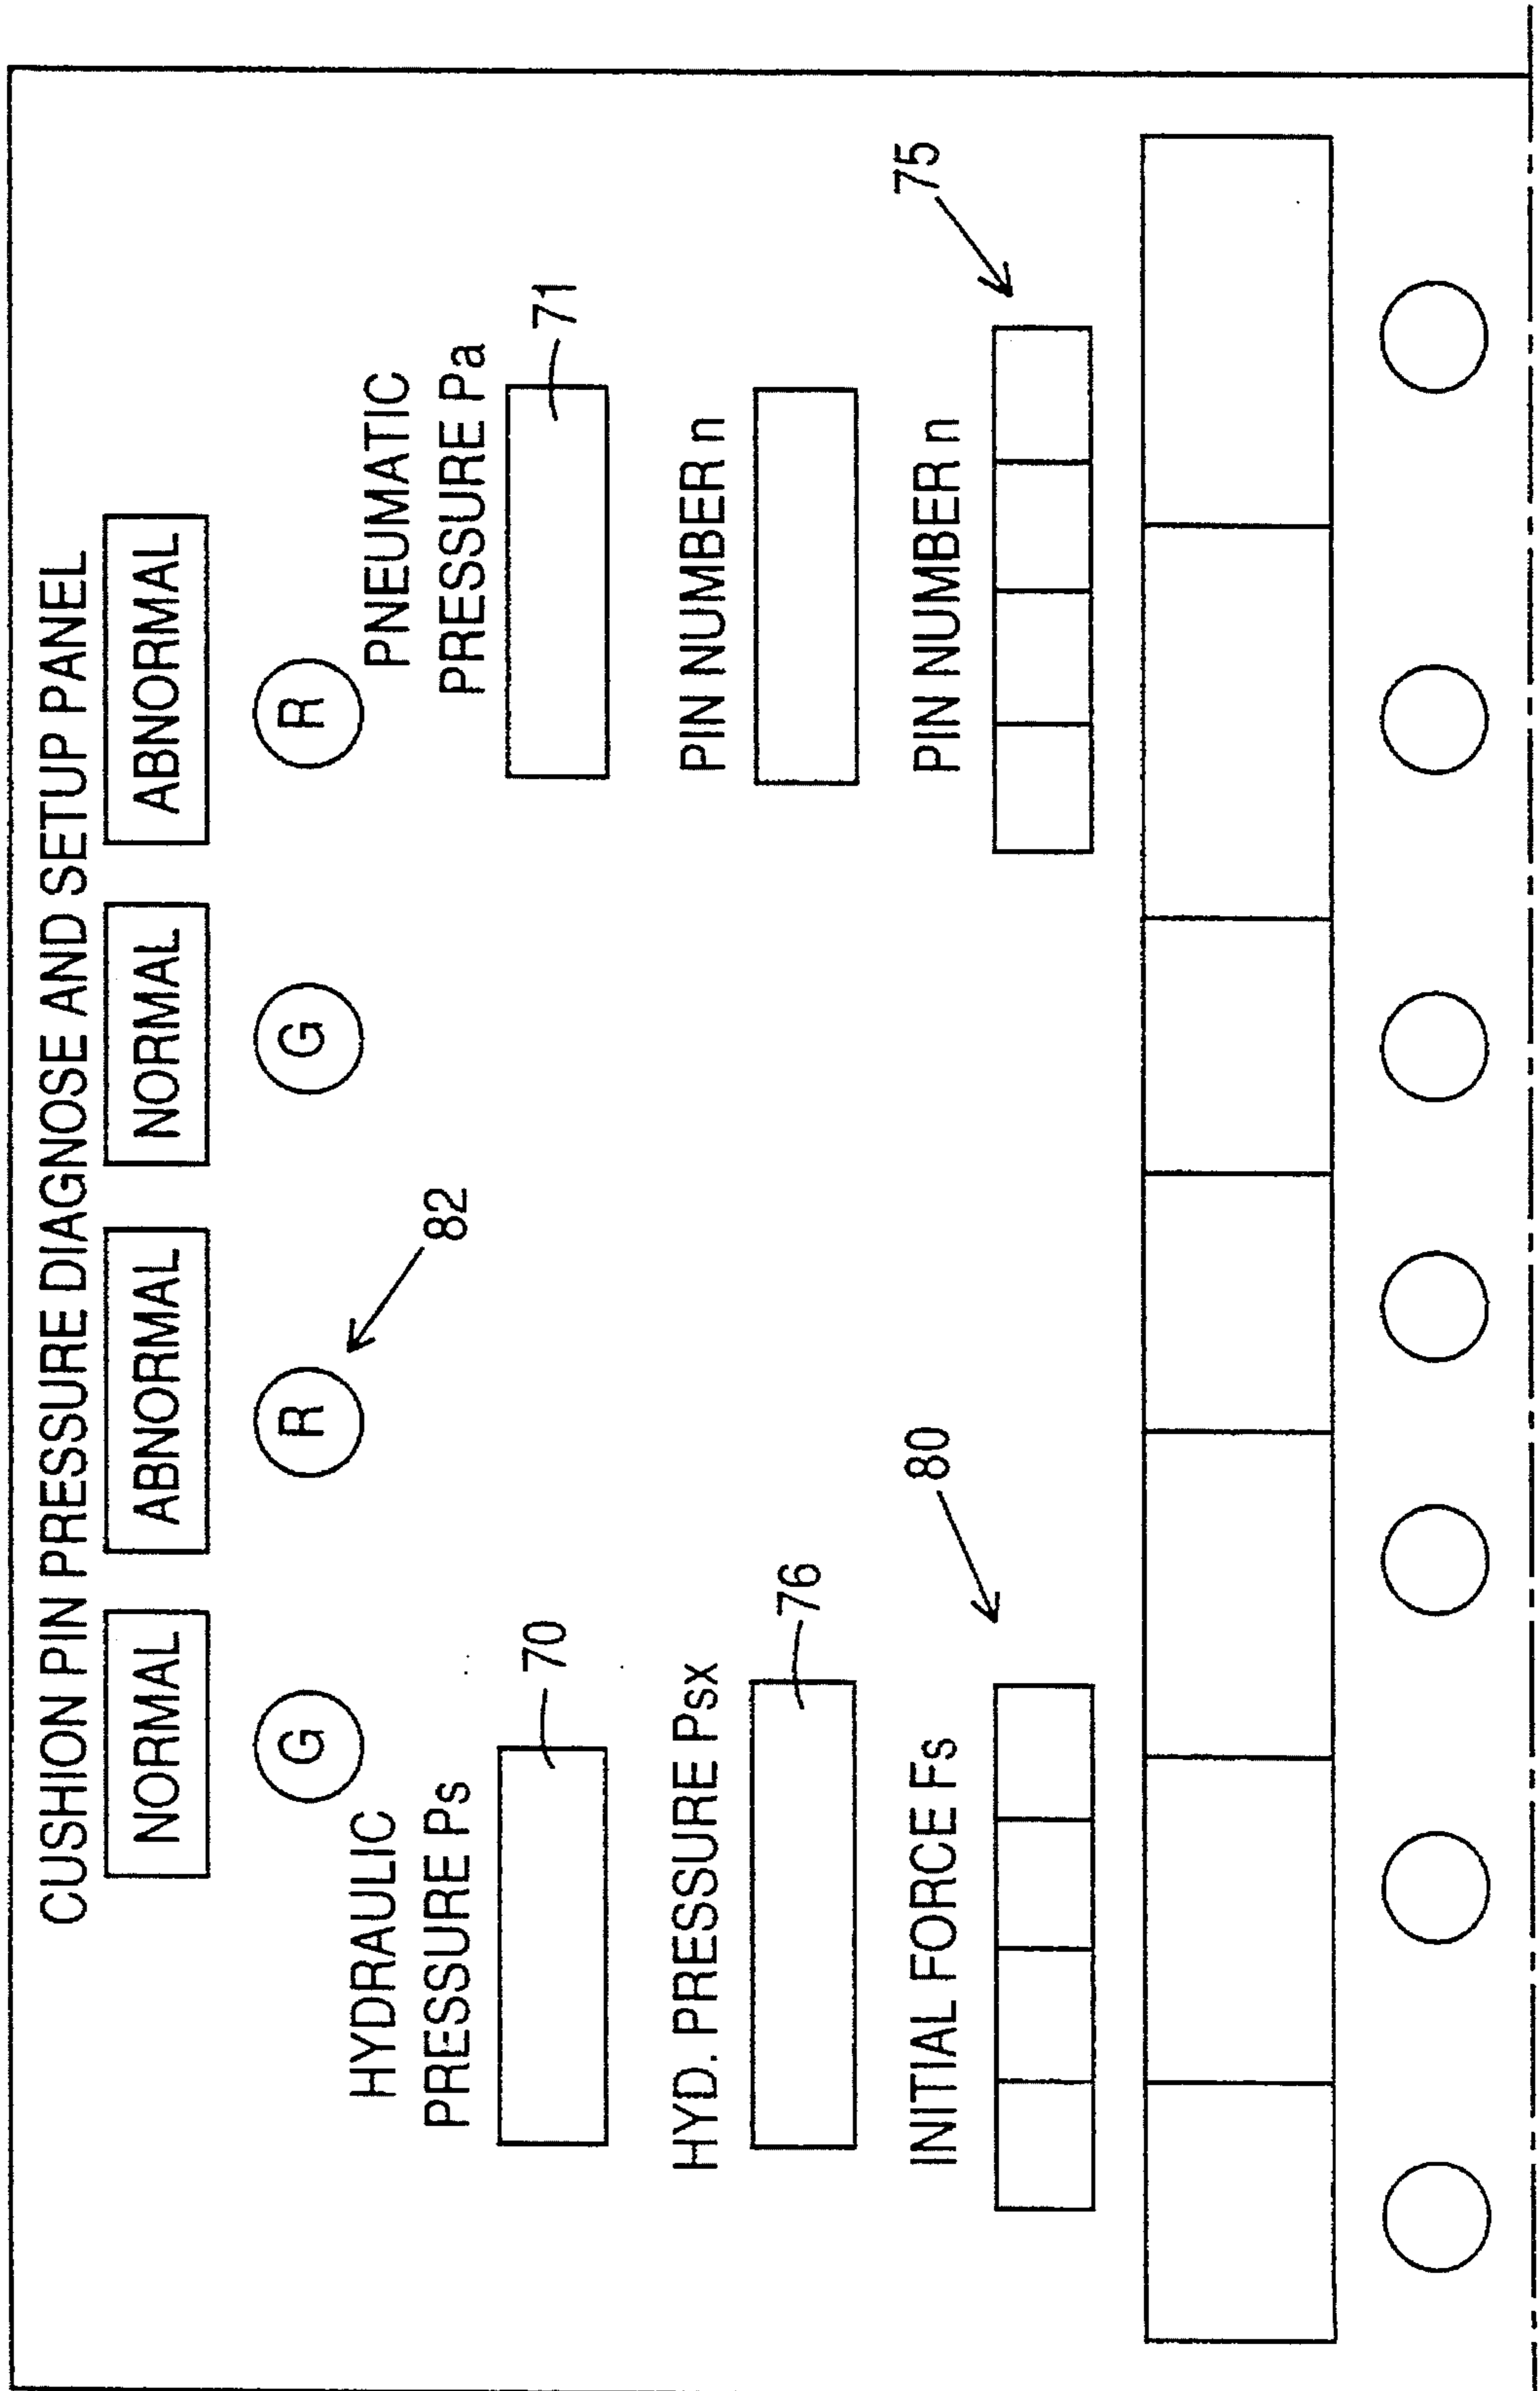 CUSHION PIN PRESSURE DIAGNOSE AND SETUP PANEL
NORMAL ABNORMAL NORMAL ABNORMAL
G R G R
82
HYDRAULIC
PRESSURE Ps
70
PNEUMATIC
PRESSURE Pa
71
HYD. PRESSURE Psx
76
PIN NUMBER n
INITIAL FORCE Fs
80
PIN NUMBER n
75